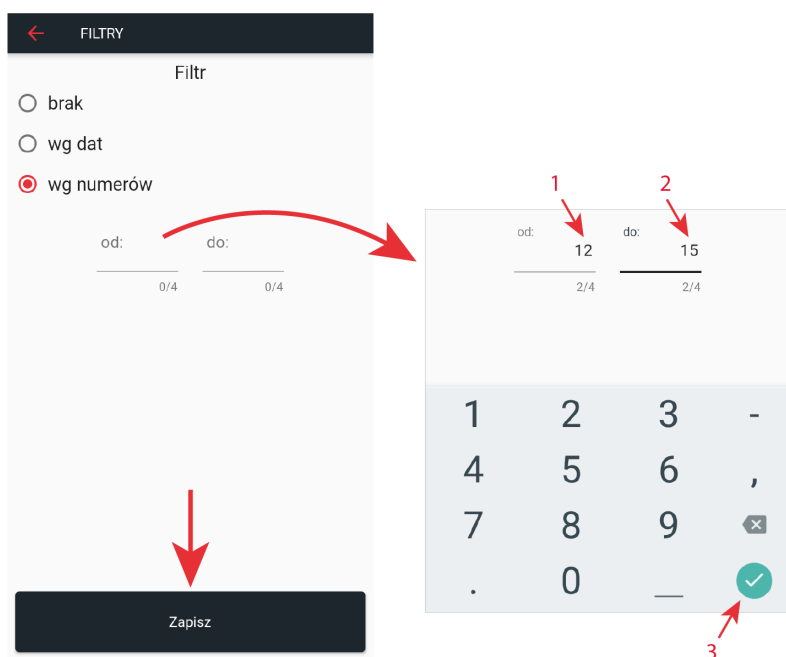 FILTRY
Filtr
brak
wg dat
wg numerów
od: do:
0/4 0/4
Zapisz
1 2
od: do:
12 15
2/4 2/4
1 2 3 -
4 5 6 ,
7 8 9
. 0 _
3